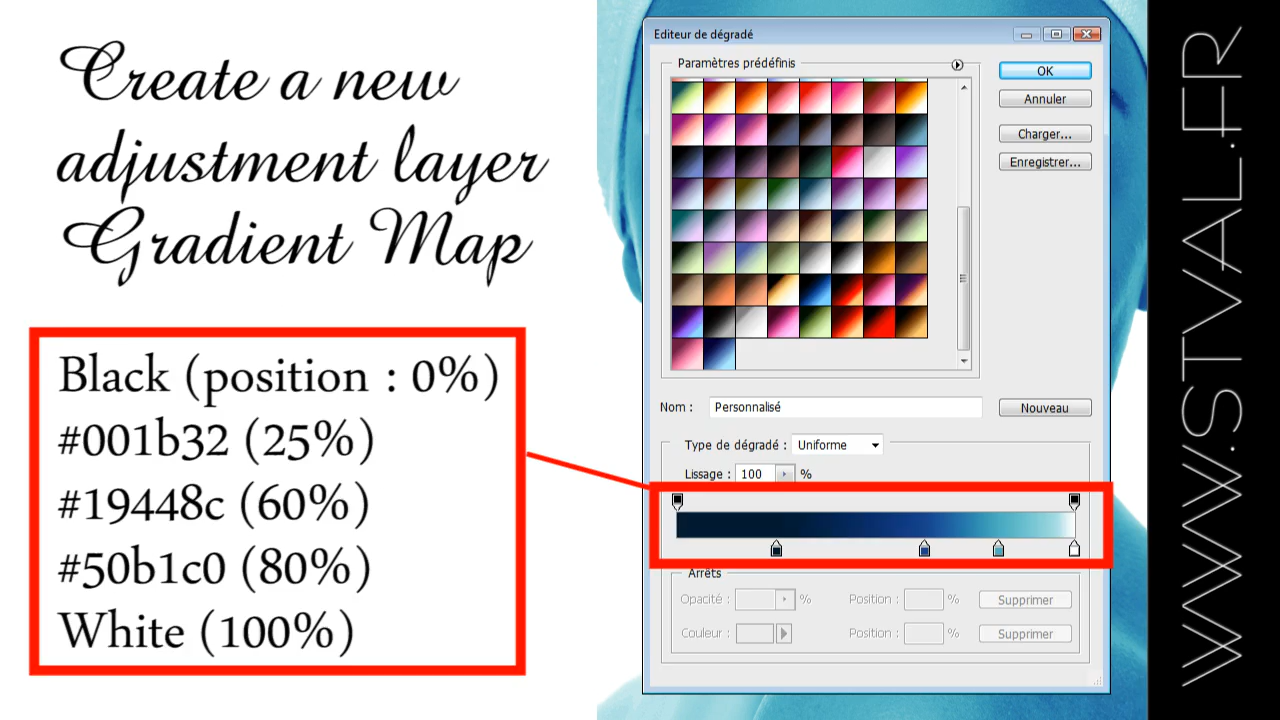 Create a new
adjustment layer
Gradient Map
Black (position : 0%)
#001b32 (25%)
#19448c (60%)
#50b1c0 (80%)
White (100%)
Editeur de dégradé
Paramètres prédéfinis
OK
Annuler
Charger...
Enregistrer...
Nom : Personnalisé
Nouveau
Type de dégradé : Uniforme
Lissage : 100 %
Arrêts
Opacité : % Position : % Supprimer
Couleur : Position : % Supprimer
WWW.STVAL.FR